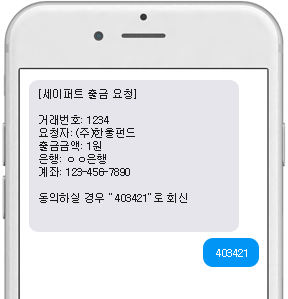 [세이퍼트 출금 요청]
거래번호: 1234
요청자: (주)한울펀드
출금금액: 1원
은행: ㅇㅇ은행
계좌: 123-456-7890
동의하실 경우 "403421"로 회신
403421